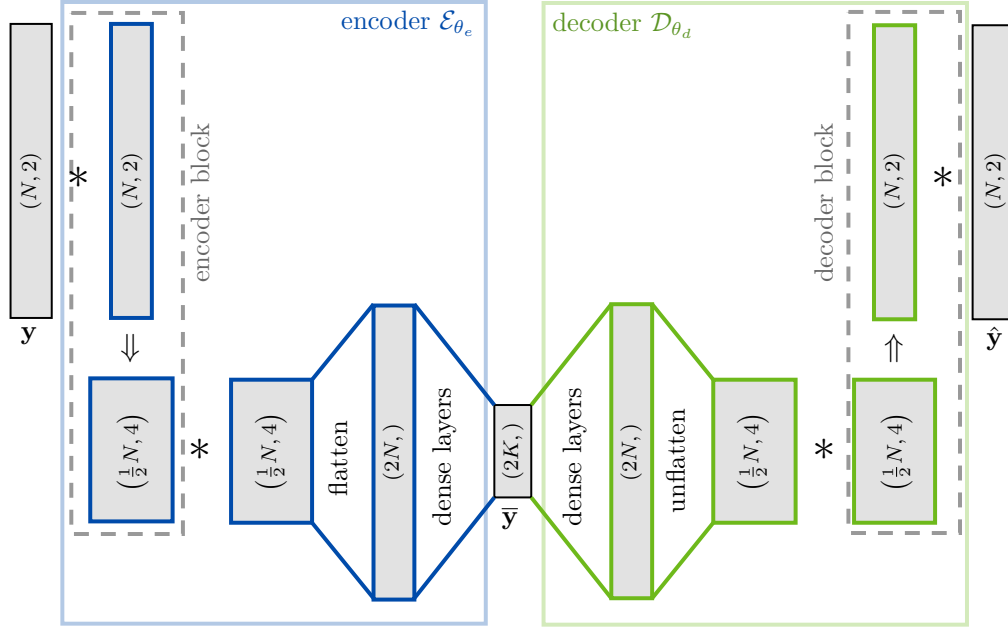 encoder $\mathcal{E}_{\theta_e}$
decoder $\mathcal{D}_{\theta_d}$
(N, 2)
*
(N, 2)
encoder block
decoder block
(N, 2)
*
(N, 2)
y
⇓
⇑
ŷ
(½N, 4)
*
(½N, 4)
flatten
(2N, )
dense layers
(2K, )
y̅
dense layers
(2N, )
unflatten
(½N, 4)
*
(½N, 4)